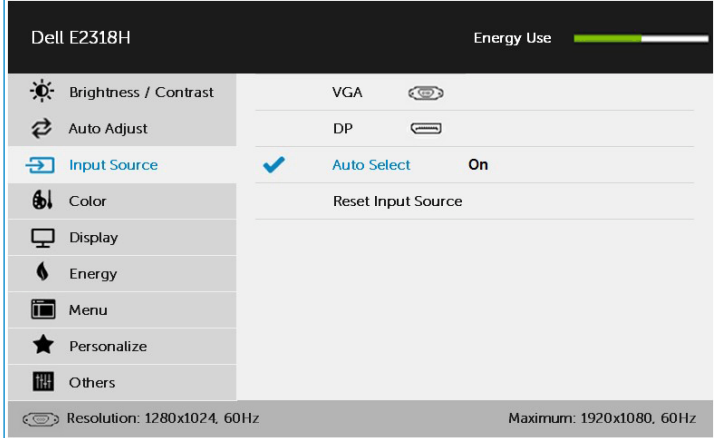 Dell E2318H
Energy Use
Brightness / Contrast
VGA
Auto Adjust
DP
Input Source
Auto Select On
Color
Reset Input Source
Display
Energy
Menu
Personalize
Others
Resolution: 1280x1024, 60Hz
Maximum: 1920x1080, 60Hz